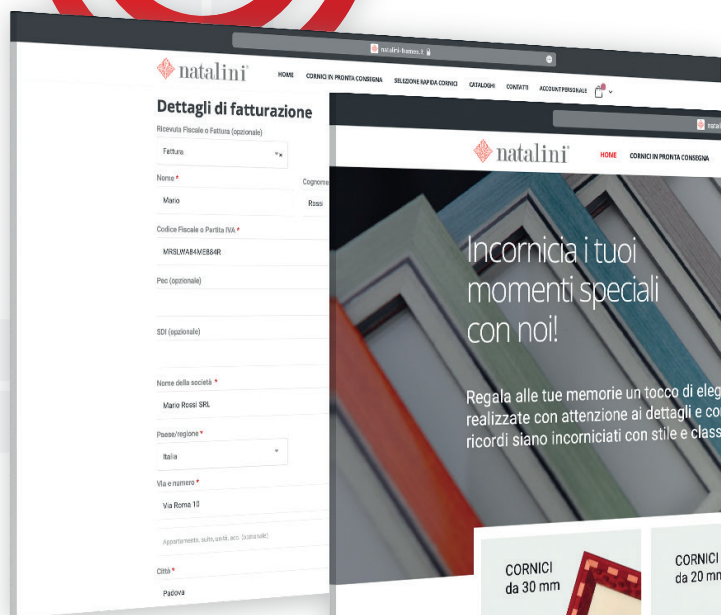 natalini-frames.it
natalini
HOME CORNICI IN PRONTA CONSEGNA SELEZIONE RAPIDA CORNICI CATALOGHI CONTATTI ACCOUNT PERSONALE
Dettagli di fatturazione
Ricevuta Fiscale o Fattura (opzionale)
Fattura
Nome * Cognome
Mario Rossi
Codice Fiscale o Partita IVA *
MRSLWA84ME884R
Pec (opzionale)
SDI (opzionale)
Nome della società *
Mario Rossi SRL
Paese/regione *
Italia
Via e numero *
Via Roma 10
Appartamento, suite, unità, ecc. (opzionale)
Città *
Padova
natalini
HOME CORNICI IN PRONTA CONSEGNA
Incornicia i tuoi
momenti speciali
con noi!
Regala alle tue memorie un tocco di eleg
realizzate con attenzione ai dettagli e co
ricordi siano incorniciati con stile e class
CORNICI
da 30 mm
CORNICI
da 20 mm